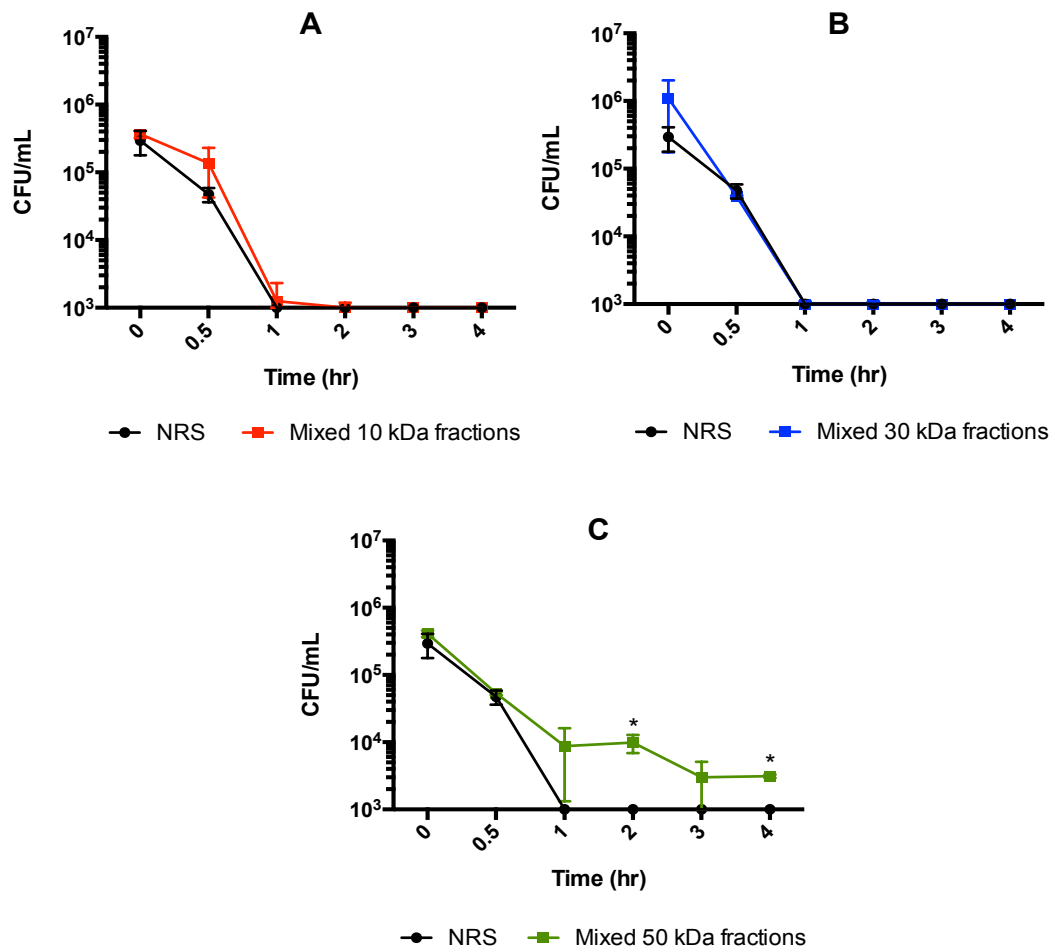 A
10⁷
10⁶
10⁵
10⁴
10³
CFU/mL
0 0.5 1 2 3 4
Time (hr)
NRS Mixed 10 kDa fractions
B
10⁷
10⁶
10⁵
10⁴
10³
CFU/mL
0 0.5 1 2 3 4
Time (hr)
NRS Mixed 30 kDa fractions
C
10⁷
10⁶
10⁵
10⁴
10³
CFU/mL
* *
0 0.5 1 2 3 4
Time (hr)
NRS Mixed 50 kDa fractions